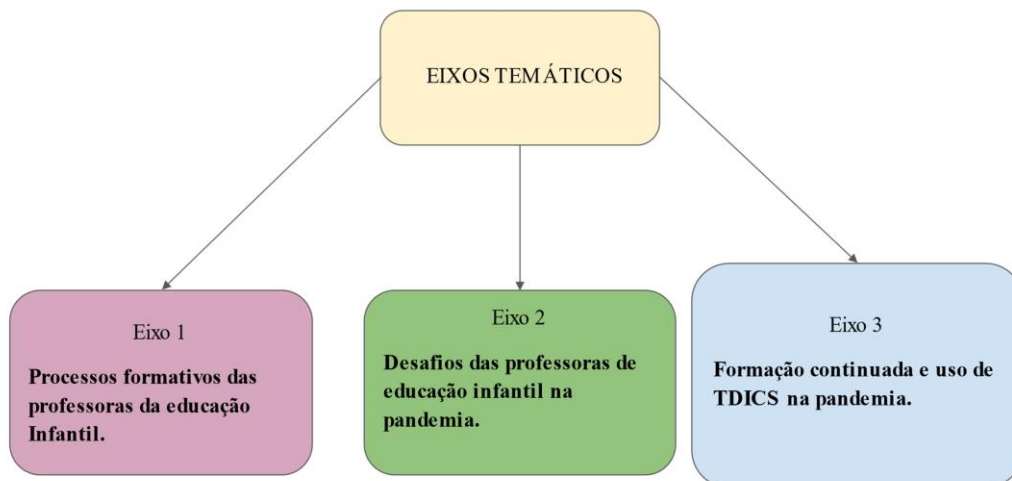 EIXOS TEMÁTICOS
Eixo 1
Processos formativos das
professoras da educação
Infantil.
Eixo 2
Desafios das professoras de
educação infantil na
pandemia.
Eixo 3
Formação continuada e uso de
TDICS na pandemia.